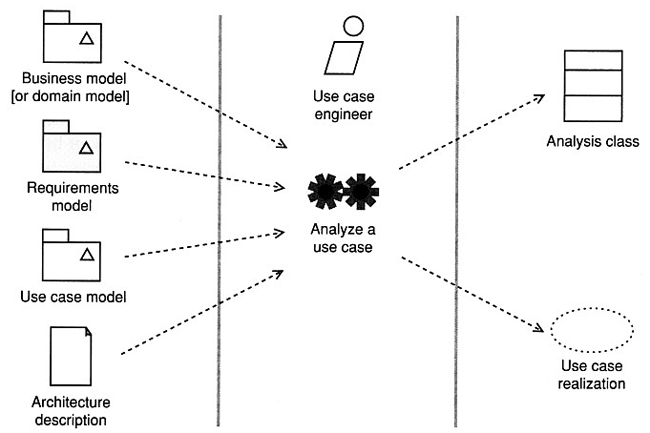 Business model
[or domain model]
Requirements
model
Use case model
Architecture
description
Use case
engineer
Analyze a
use case
Analysis class
Use case
realization